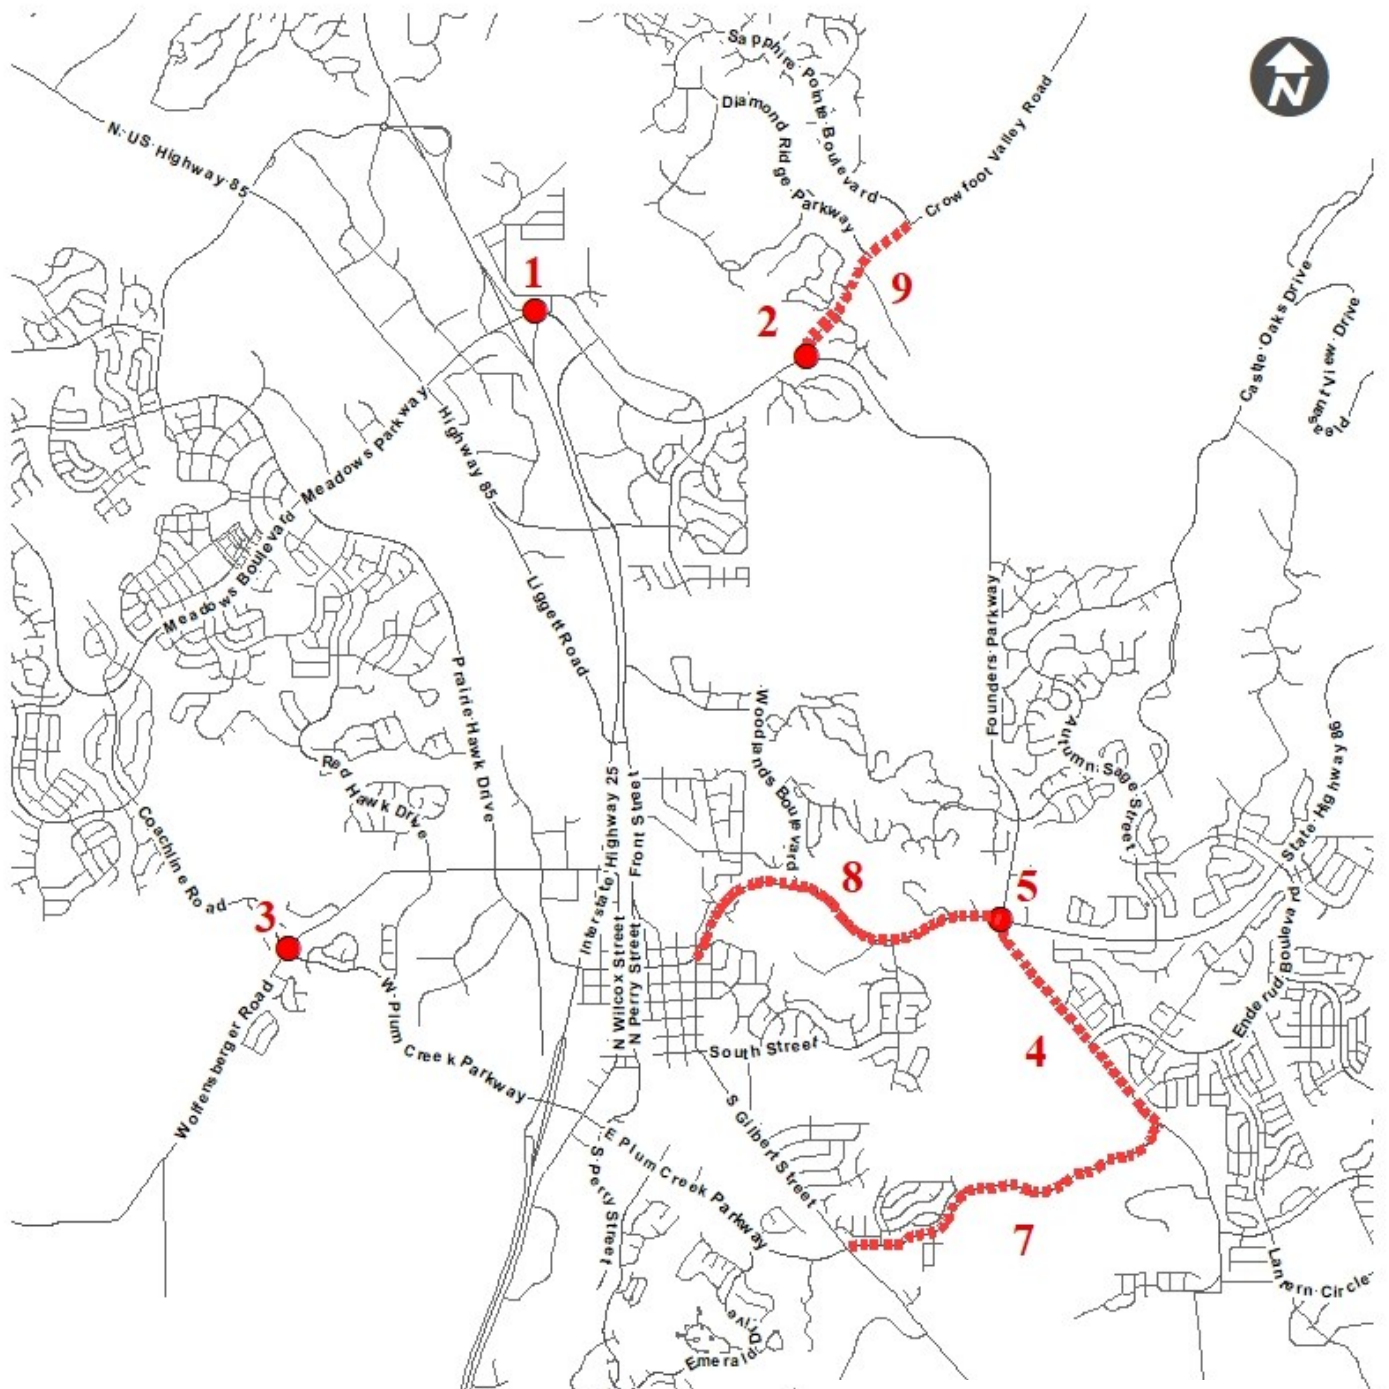 Sapphire Pointe Boulevard
N
Diamond Ridge Parkway
Crowfoot Valley Road
N US Highway 85
1
9
2
Castle Oaks Drive
Pleasant View Drive
Meadows Parkway
Highway 85
Meadows Boulevard
Liggett Road
Founders Parkway
Prairie Hawk Drive
Woodlands Boulevard
Autumn Sage Street
State Highway 86
Red Hawk Drive
Interstate Highway 25
Front Street
Coachline Road
8
5
3
Enderud Boulevard
N Wilcox Street
N Perry Street
Wolfensberger Road
W Plum Creek Parkway
South Street
4
S Gilbert Street
E Plum Creek Parkway
S Perry Street
7
Lantern Circle
Emerald Drive